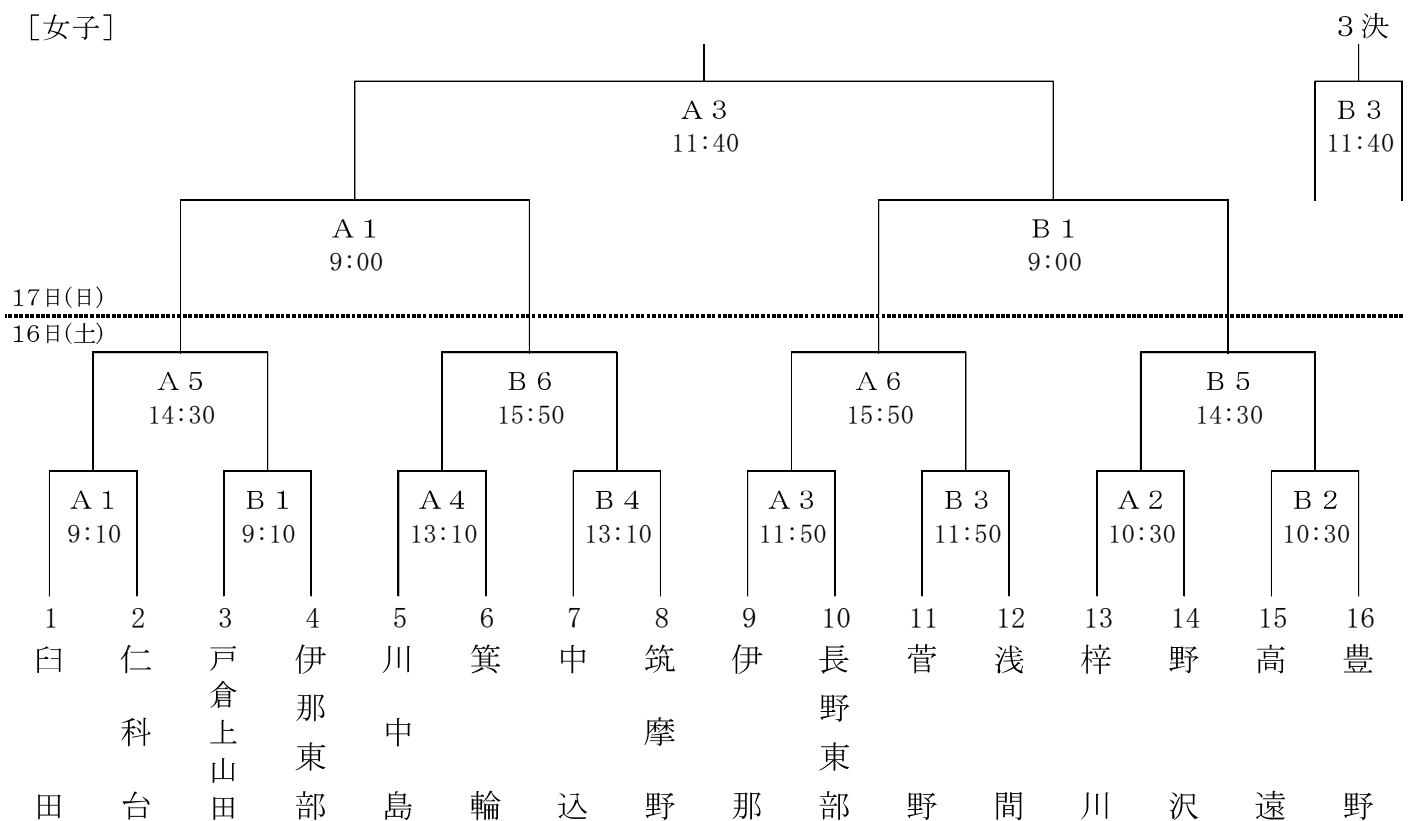 ［女子］
３決
Ａ３
11:40
Ｂ３
11:40
Ａ１
9:00
Ｂ１
9:00
17日(日)
16日(土)
Ａ５
14:30
Ｂ６
15:50
Ａ６
15:50
Ｂ５
14:30
Ａ１
9:10
Ｂ１
9:10
Ａ４
13:10
Ｂ４
13:10
Ａ３
11:50
Ｂ３
11:50
Ａ２
10:30
Ｂ２
10:30
1
臼田
2
仁科台
3
戸倉上山田
4
伊那東部
5
川中島
6
箕輪
7
中込
8
筑摩野
9
伊那
10
長野東部
11
菅野
12
浅間
13
梓川
14
野沢
15
高遠
16
豊野